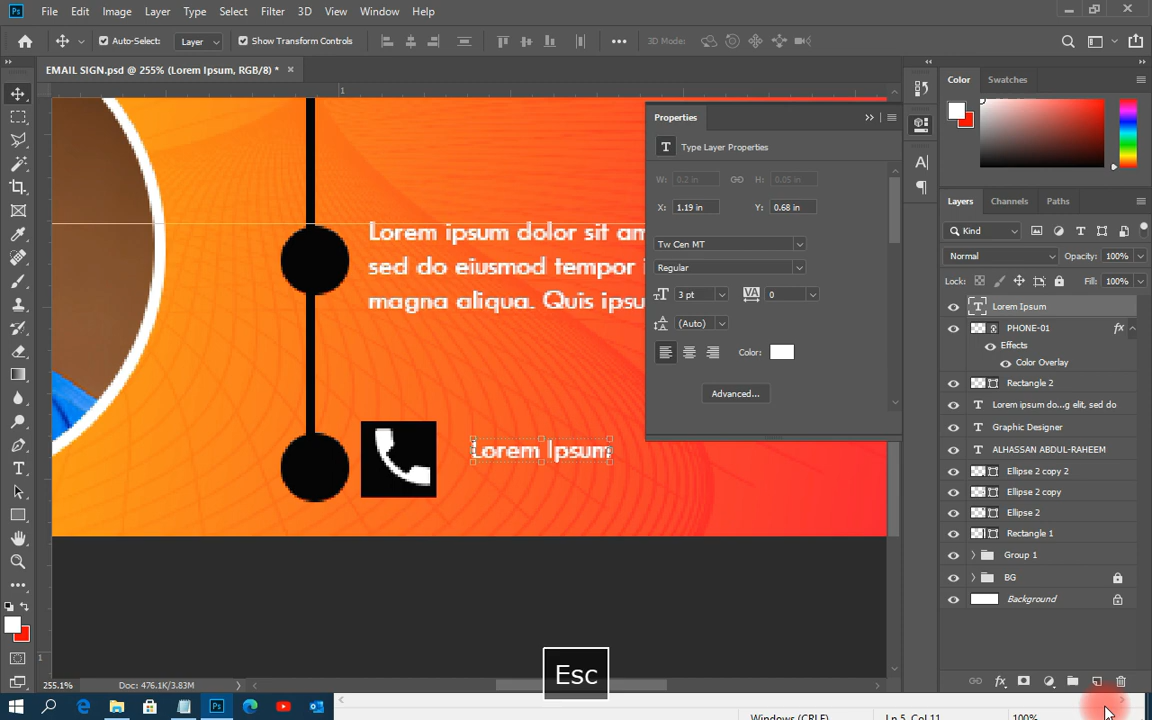 Ps File Edit Image Layer Type Select Filter 3D View Window Help
Auto-Select: Layer Show Transform Controls 3D Mode:
EMAIL SIGN.psd @ 255% (Lorem Ipsum, RGB/8) *
1
Lorem ipsum dolor sit am
sed do eiusmod tempor i
magna aliqua. Quis ipsu
Lorem Ipsum
Properties
T Type Layer Properties
W: 0.2 in H: 0.05 in
X: 1.19 in Y: 0.68 in
Tw Cen MT
Regular
3 pt VA 0
(Auto)
Color:
Advanced...
Color Swatches
Layers Channels Paths
Kind
Normal Opacity: 100%
Lock: Fill: 100%
Lorem Ipsum
PHONE-01 fx
Effects
Color Overlay
Rectangle 2
Lorem ipsum do...g elit, sed do
Graphic Designer
ALHASSAN ABDUL-RAHEEM
Ellipse 2 copy 2
Ellipse 2 copy
Ellipse 2
Rectangle 1
Group 1
BG
Background
Esc
1
255.1% Doc: 476.1K/3.83M
Windows (CRLF) Ln 5, Col 11 100%